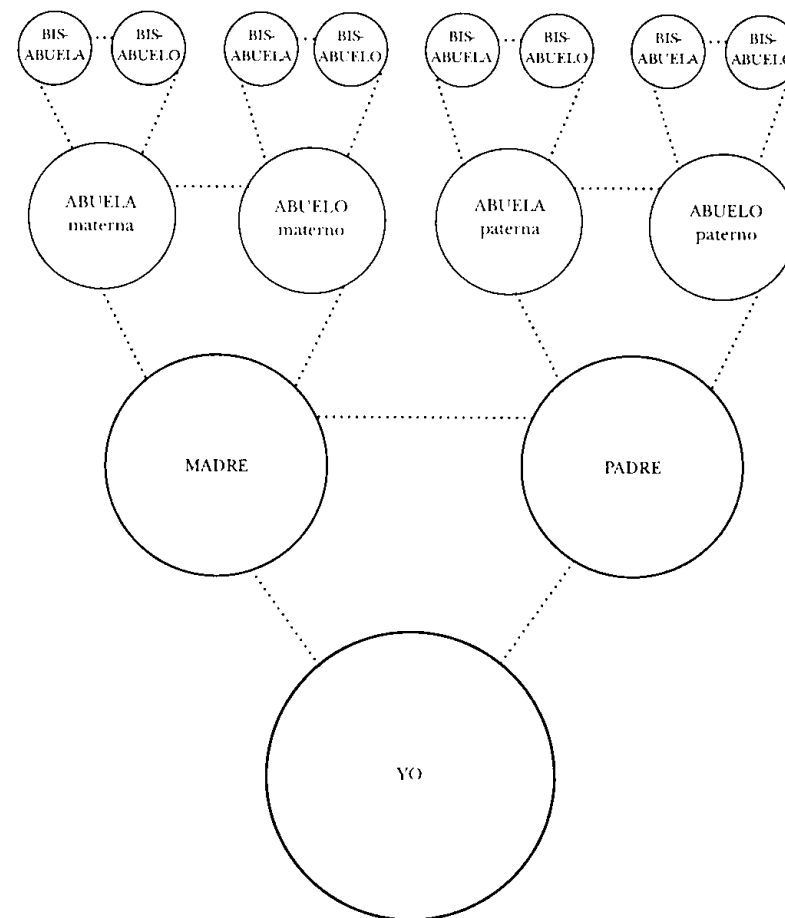 BIS-
ABUELA
BIS-
ABUELO
BIS-
ABUELA
BIS-
ABUELO
BIS-
ABUELA
BIS-
ABUELO
BIS-
ABUELA
BIS-
ABUELO
ABUELA
materna
ABUELO
materno
ABUELA
paterna
ABUELO
paterno
MADRE
PADRE
YO